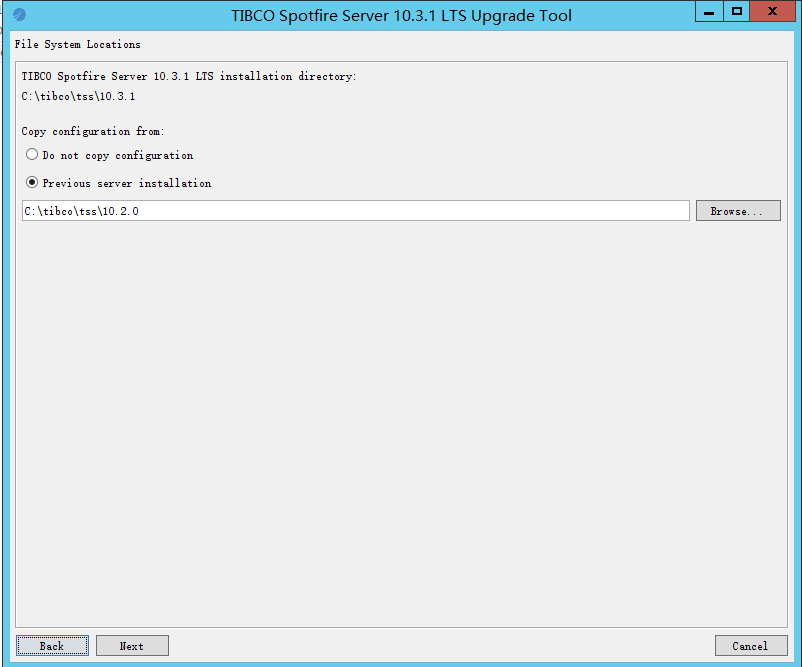 TIBCO Spotfire Server 10.3.1 LTS Upgrade Tool
File System Locations
TIBCO Spotfire Server 10.3.1 LTS installation directory:
C:\tibco\tss\10.3.1
Copy configuration from:
Do not copy configuration
Previous server installation
C:\tibco\tss\10.2.0
Browse...
Back
Next
Cancel